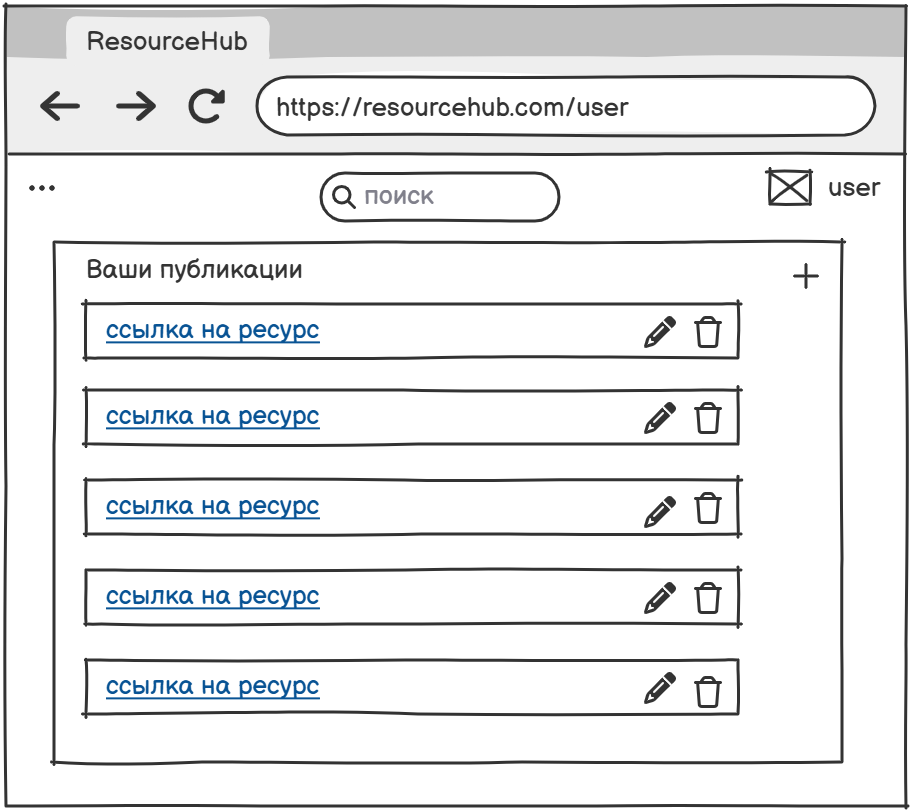 ResourceHub
https://resourcehub.com/user
... 
поиск
user
Ваши публикации
ссылка на ресурс
ссылка на ресурс
ссылка на ресурс
ссылка на ресурс
ссылка на ресурс